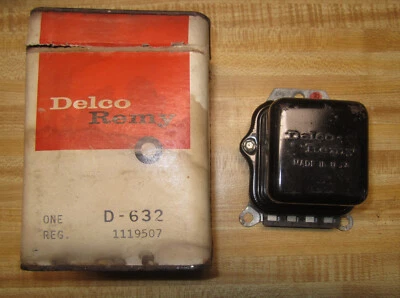 Delco
Remy
ONE D-632
REG. 1119507
Delco
Remy
MADE IN U.S.A.